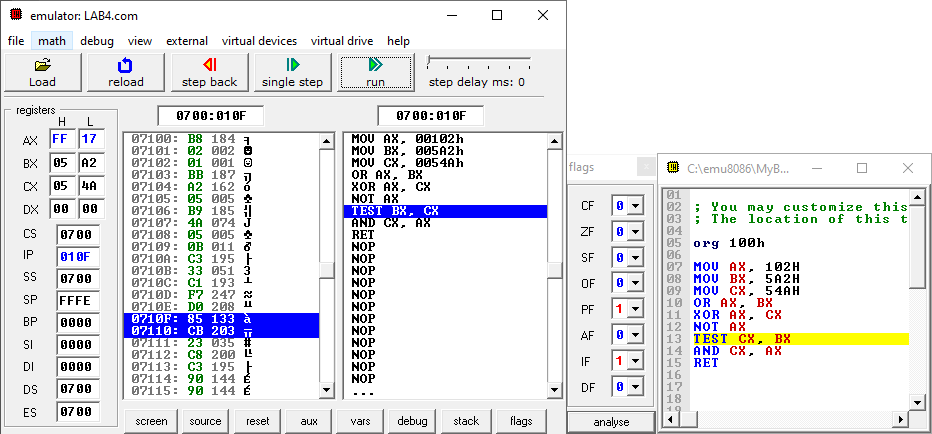 emulator: LAB4.com
file math debug view external virtual devices virtual drive help
Load reload step back single step run step delay ms: 0
registers
H L
AX FF 17
BX 05 A2
CX 05 4A
DX 00 00
CS 0700
IP 010F
SS 0700
SP FFFE
BP 0000
SI 0000
DI 0000
DS 0700
ES 0700
0700:010F
07100: B8 184 ╕
07101: 02 002 ☻
07102: 01 001 ☺
07103: BB 187 ╗
07104: A2 162 ó
07105: 05 005 ♣
07106: B9 185 ╣
07107: 4A 074 J
07108: 05 005 ♣
07109: 0B 011 ♂
0710A: C3 195 ├
0710B: 33 051 3
0710C: C1 193 ┴
0710D: F7 247 ≈
0710E: D0 208 ╨
0710F: 85 133 à
07110: CB 203 ╦
07111: 23 035 #
07112: C8 200 ╚
07113: C3 195 ├
07114: 90 144 É
07115: 90 144 É
0700:010F
MOV AX, 00102h
MOV BX, 005A2h
MOV CX, 0054Ah
OR AX, BX
XOR AX, CX
NOT AX
TEST BX, CX
AND CX, AX
RET
NOP
NOP
NOP
NOP
NOP
NOP
NOP
NOP
NOP
NOP
NOP
NOP
...
screen source reset aux vars debug stack flags
flags
CF 0
ZF 0
SF 0
OF 0
PF 1
AF 0
IF 1
DF 0
analyse
C:\emu8086\MyB...
01
02 ; You may customize this
03 ; The location of this t
04
05 org 100h
06
07 MOV AX, 102H
08 MOV BX, 5A2H
09 MOV CX, 54AH
10 OR AX, BX
11 XOR AX, CX
12 NOT AX
13 TEST CX, BX
14 AND CX, AX
15 RET
16
17
18